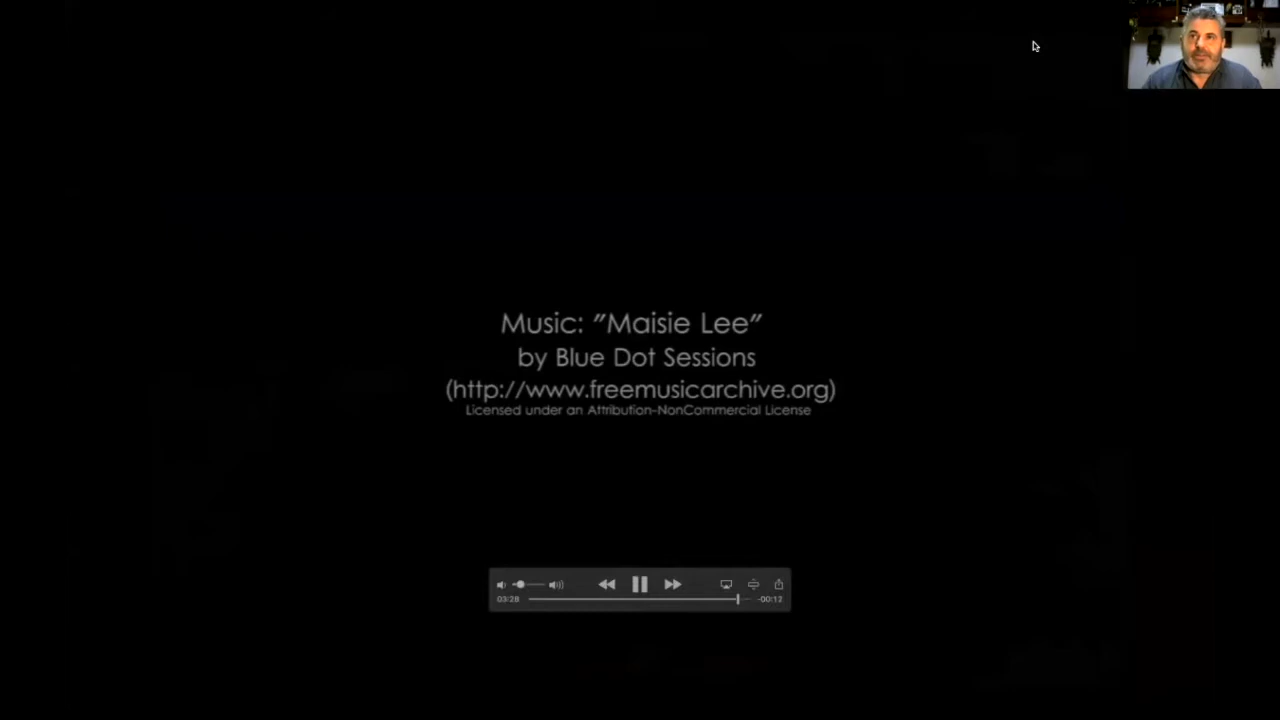 Music: "Maisie Lee"
by Blue Dot Sessions
(http://www.freemusicarchive.org)
Licensed under an Attribution-NonCommercial License
03:28
-00:12